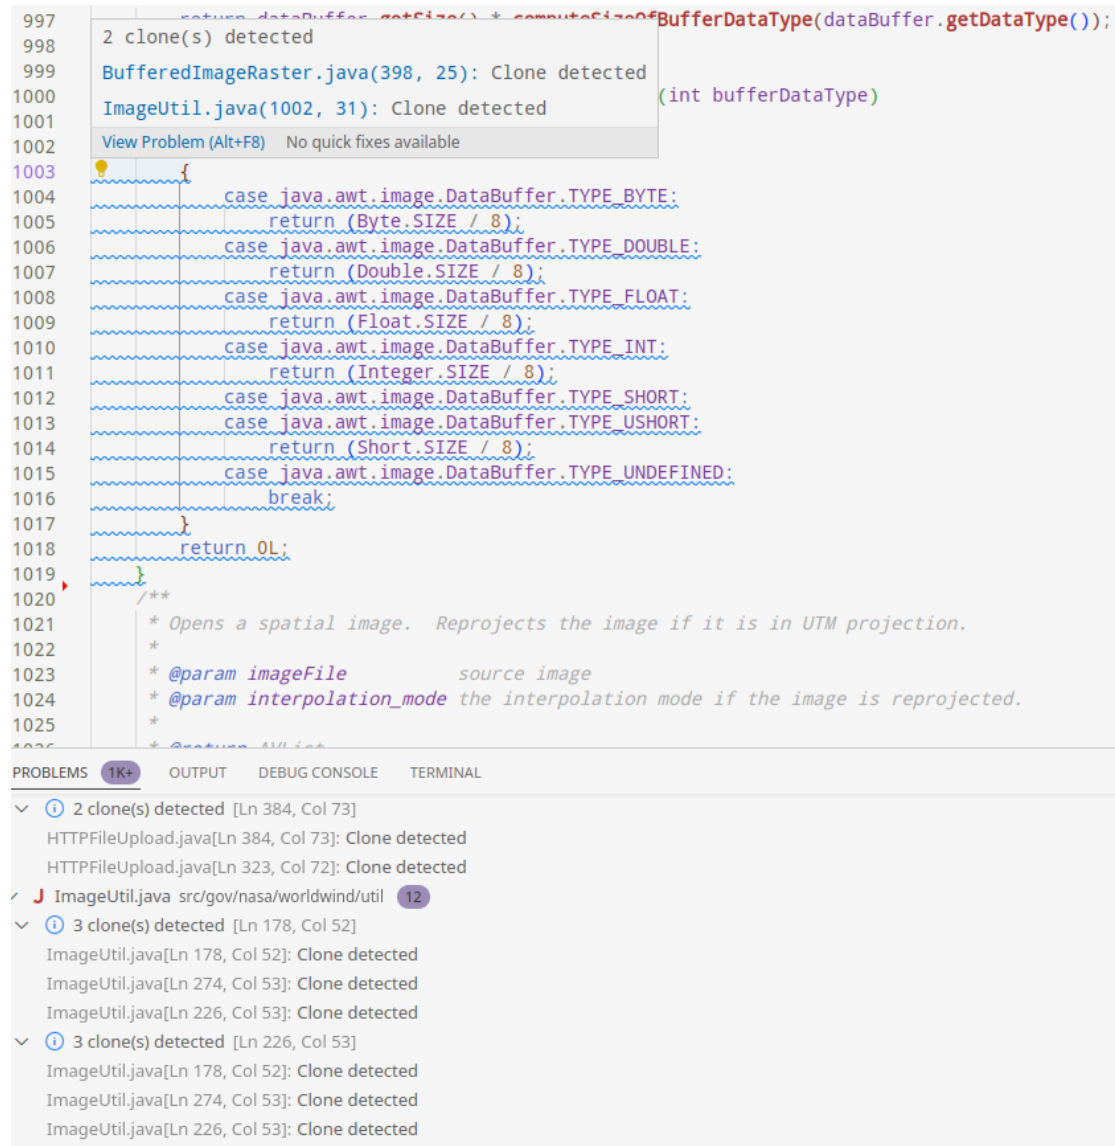 997 return dataBuffer.getSize() * computeSizeOfBufferDataType(dataBuffer.getDataType());
998
999
1000 (int bufferDataType)
1001
1002
2 clone(s) detected
BufferedImageRaster.java(398, 25): Clone detected
ImageUtil.java(1002, 31): Clone detected
View Problem (Alt+F8) No quick fixes available
1003 {
1004 case java.awt.image.DataBuffer.TYPE_BYTE:
1005 return (Byte.SIZE / 8);
1006 case java.awt.image.DataBuffer.TYPE_DOUBLE:
1007 return (Double.SIZE / 8);
1008 case java.awt.image.DataBuffer.TYPE_FLOAT:
1009 return (Float.SIZE / 8);
1010 case java.awt.image.DataBuffer.TYPE_INT:
1011 return (Integer.SIZE / 8);
1012 case java.awt.image.DataBuffer.TYPE_SHORT:
1013 case java.awt.image.DataBuffer.TYPE_USHORT:
1014 return (Short.SIZE / 8);
1015 case java.awt.image.DataBuffer.TYPE_UNDEFINED:
1016 break;
1017 }
1018 return 0L;
1019 }
1020 /**
1021 * Opens a spatial image.  Reprojects the image if it is in UTM projection.
1022 *
1023 * @param imageFile source image
1024 * @param interpolation_mode the interpolation mode if the image is reprojected.
1025 *
1026 * @return AVList
PROBLEMS 1K+ OUTPUT DEBUG CONSOLE TERMINAL
2 clone(s) detected [Ln 384, Col 73]
HTTPFileUpload.java[Ln 384, Col 73]: Clone detected
HTTPFileUpload.java[Ln 323, Col 72]: Clone detected
J ImageUtil.java src/gov/nasa/worldwind/util 12
3 clone(s) detected [Ln 178, Col 52]
ImageUtil.java[Ln 178, Col 52]: Clone detected
ImageUtil.java[Ln 274, Col 53]: Clone detected
ImageUtil.java[Ln 226, Col 53]: Clone detected
3 clone(s) detected [Ln 226, Col 53]
ImageUtil.java[Ln 178, Col 52]: Clone detected
ImageUtil.java[Ln 274, Col 53]: Clone detected
ImageUtil.java[Ln 226, Col 53]: Clone detected